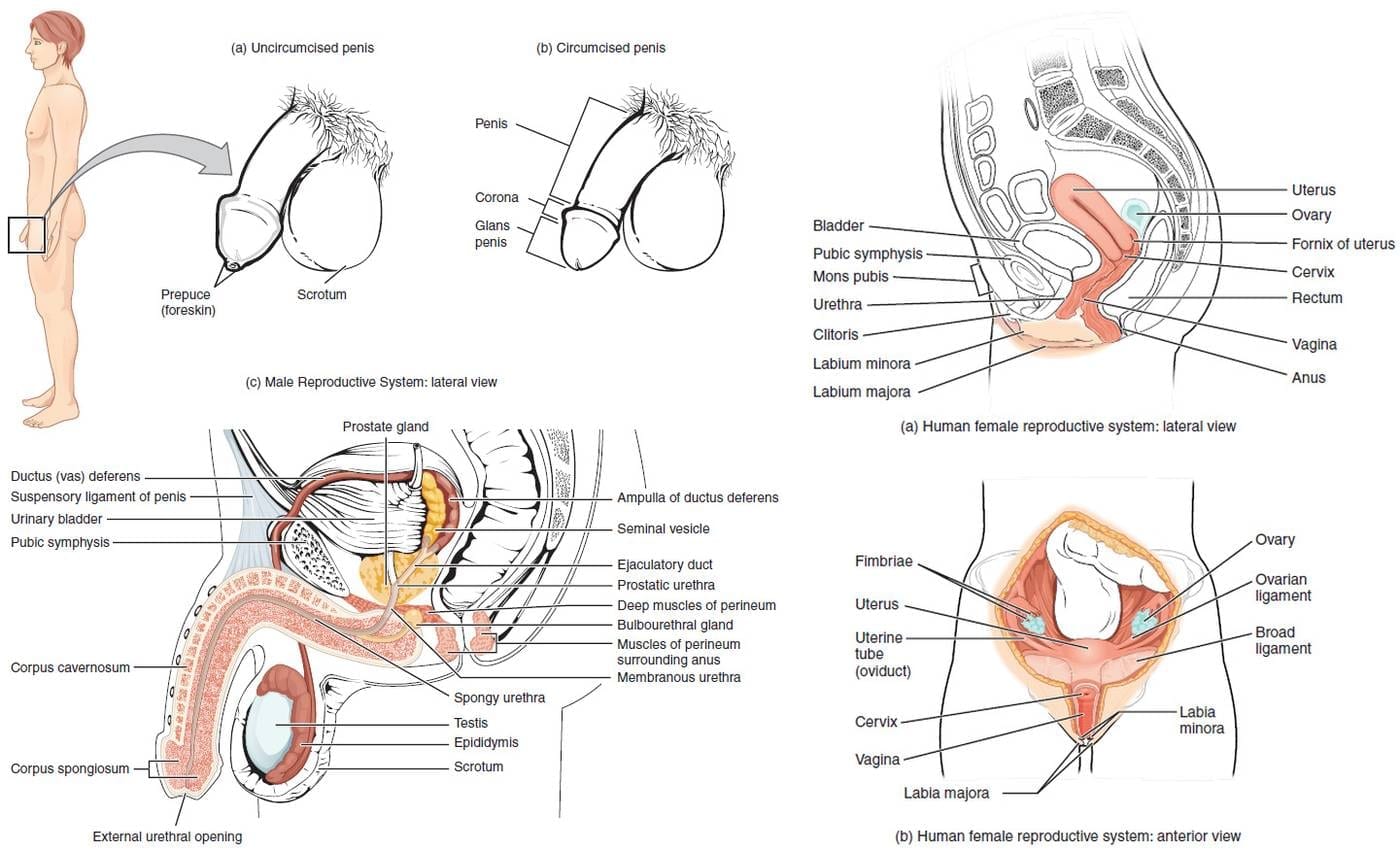 (a) Uncircumcised penis
(b) Circumcised penis
Penis
Corona
Glans
penis
Prepuce
(foreskin)
Scrotum
(c) Male Reproductive System: lateral view
Prostate gland
Ductus (vas) deferens
Suspensory ligament of penis
Urinary bladder
Pubic symphysis
Corpus cavernosum
Corpus spongiosum
External urethral opening
Ampulla of ductus deferens
Seminal vesicle
Ejaculatory duct
Prostatic urethra
Deep muscles of perineum
Bulbourethral gland
Muscles of perineum
surrounding anus
Membranous urethra
Spongy urethra
Testis
Epididymis
Scrotum
Bladder
Pubic symphysis
Mons pubis
Urethra
Clitoris
Labium minora
Labium majora
Uterus
Ovary
Fornix of uterus
Cervix
Rectum
Vagina
Anus
(a) Human female reproductive system: lateral view
Fimbriae
Uterus
Uterine
tube
(oviduct)
Cervix
Vagina
Labia majora
Ovary
Ovarian
ligament
Broad
ligament
Labia
minora
(b) Human female reproductive system: anterior view